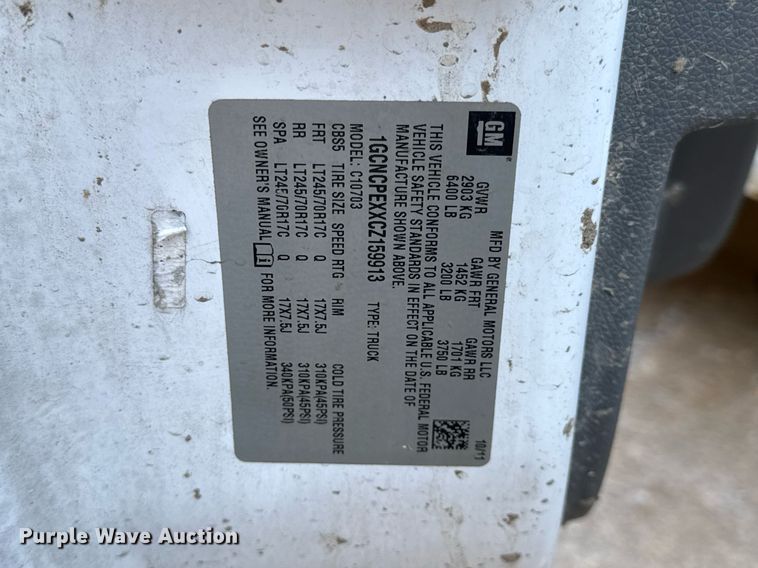 GM
MFD BY GENERAL MOTORS LLC
10/11
GVWR GAWR FRT GAWR RR
2903 KG 1452 KG 1701 KG
6400 LB 3200 LB 3750 LB
THIS VEHICLE CONFORMS TO ALL APPLICABLE U.S. FEDERAL MOTOR
VEHICLE SAFETY STANDARDS IN EFFECT ON THE DATE OF
MANUFACTURE SHOWN ABOVE.
1GCNCPEXXCZ159913 TYPE: TRUCK
MODEL: C10703
CBS5 TIRE SIZE SPEED RTG RIM COLD TIRE PRESSURE
FRT LT245/70R17C Q 17X7.5J 310KPA(45PSI)
RR LT245/70R17C Q 17X7.5J 310KPA(45PSI)
SPA LT245/70R17C Q 17X7.5J 340KPA(50PSI)
SEE OWNER'S MANUAL FOR MORE INFORMATION.
Purple Wave Auction